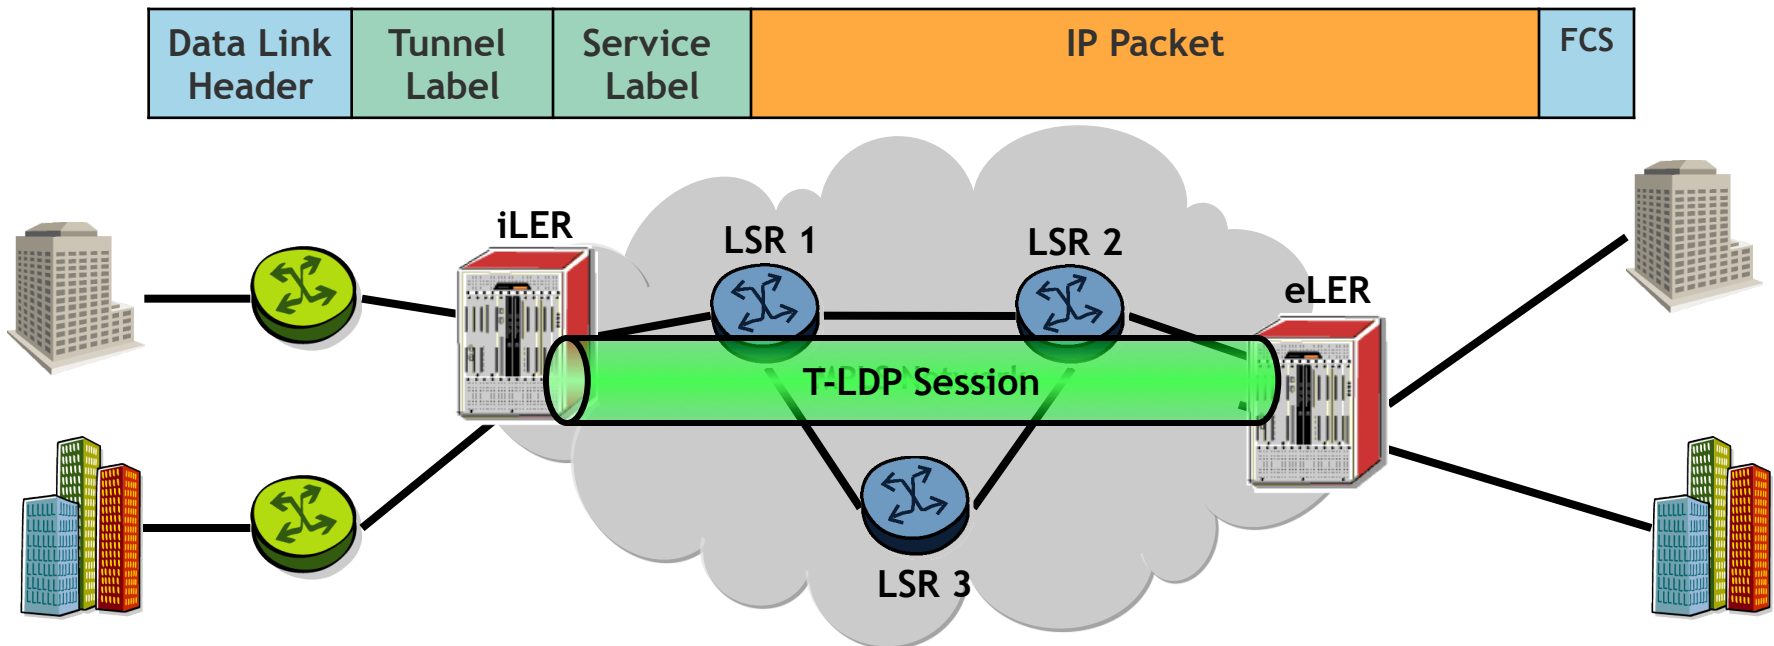 Data Link
Header
Tunnel
Label
Service
Label
IP Packet
FCS
iLER
LSR 1
LSR 2
eLER
T-LDP Session
LSR 3